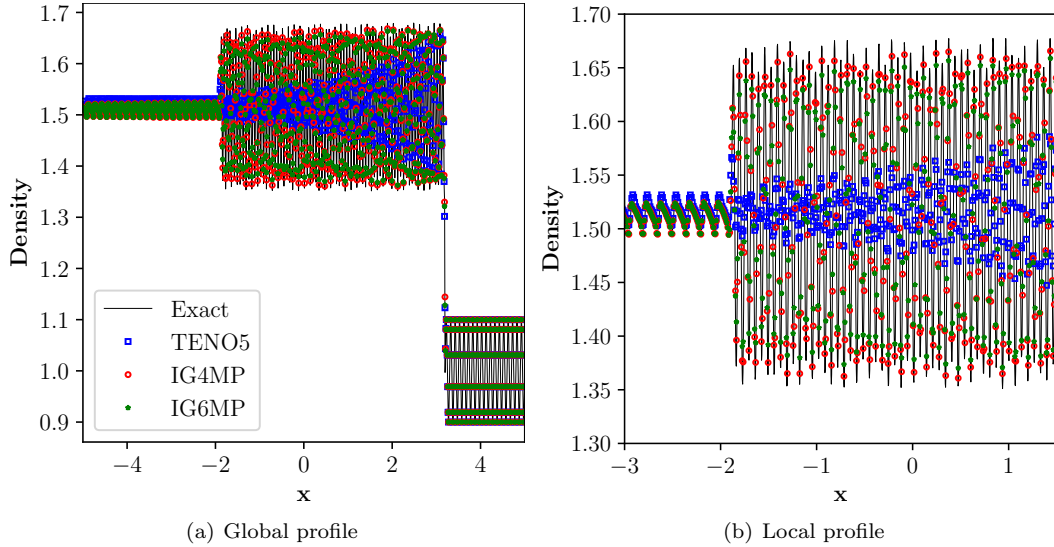 1.7
1.6
1.5
1.4
1.3
1.2
1.1
1.0
0.9
Density
Exact
TENO5
IG4MP
IG6MP
−4 −2 0 2 4
x
(a) Global profile
1.70
1.65
1.60
1.55
1.50
1.45
1.40
1.35
1.30
Density
−3 −2 −1 0 1
x
(b) Local profile